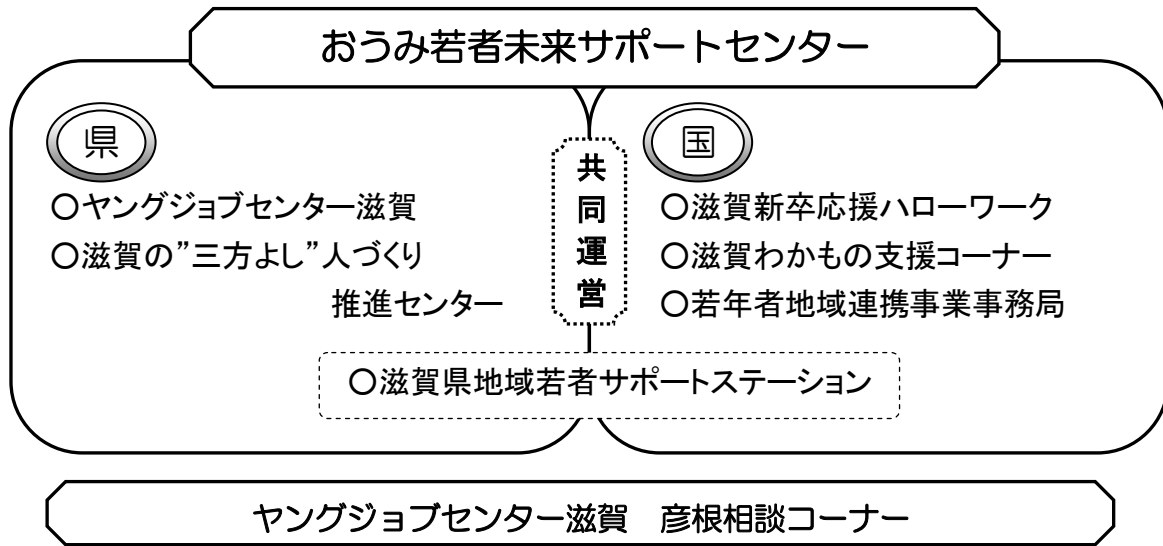 おうみ若者未来サポートセンター
県
○ヤングジョブセンター滋賀
○滋賀の”三方よし”人づくり
推進センター
共同運営
国
○滋賀新卒応援ハローワーク
○滋賀わかもの支援コーナー
○若年者地域連携事業事務局
○滋賀県地域若者サポートステーション
ヤングジョブセンター滋賀　彦根相談コーナー